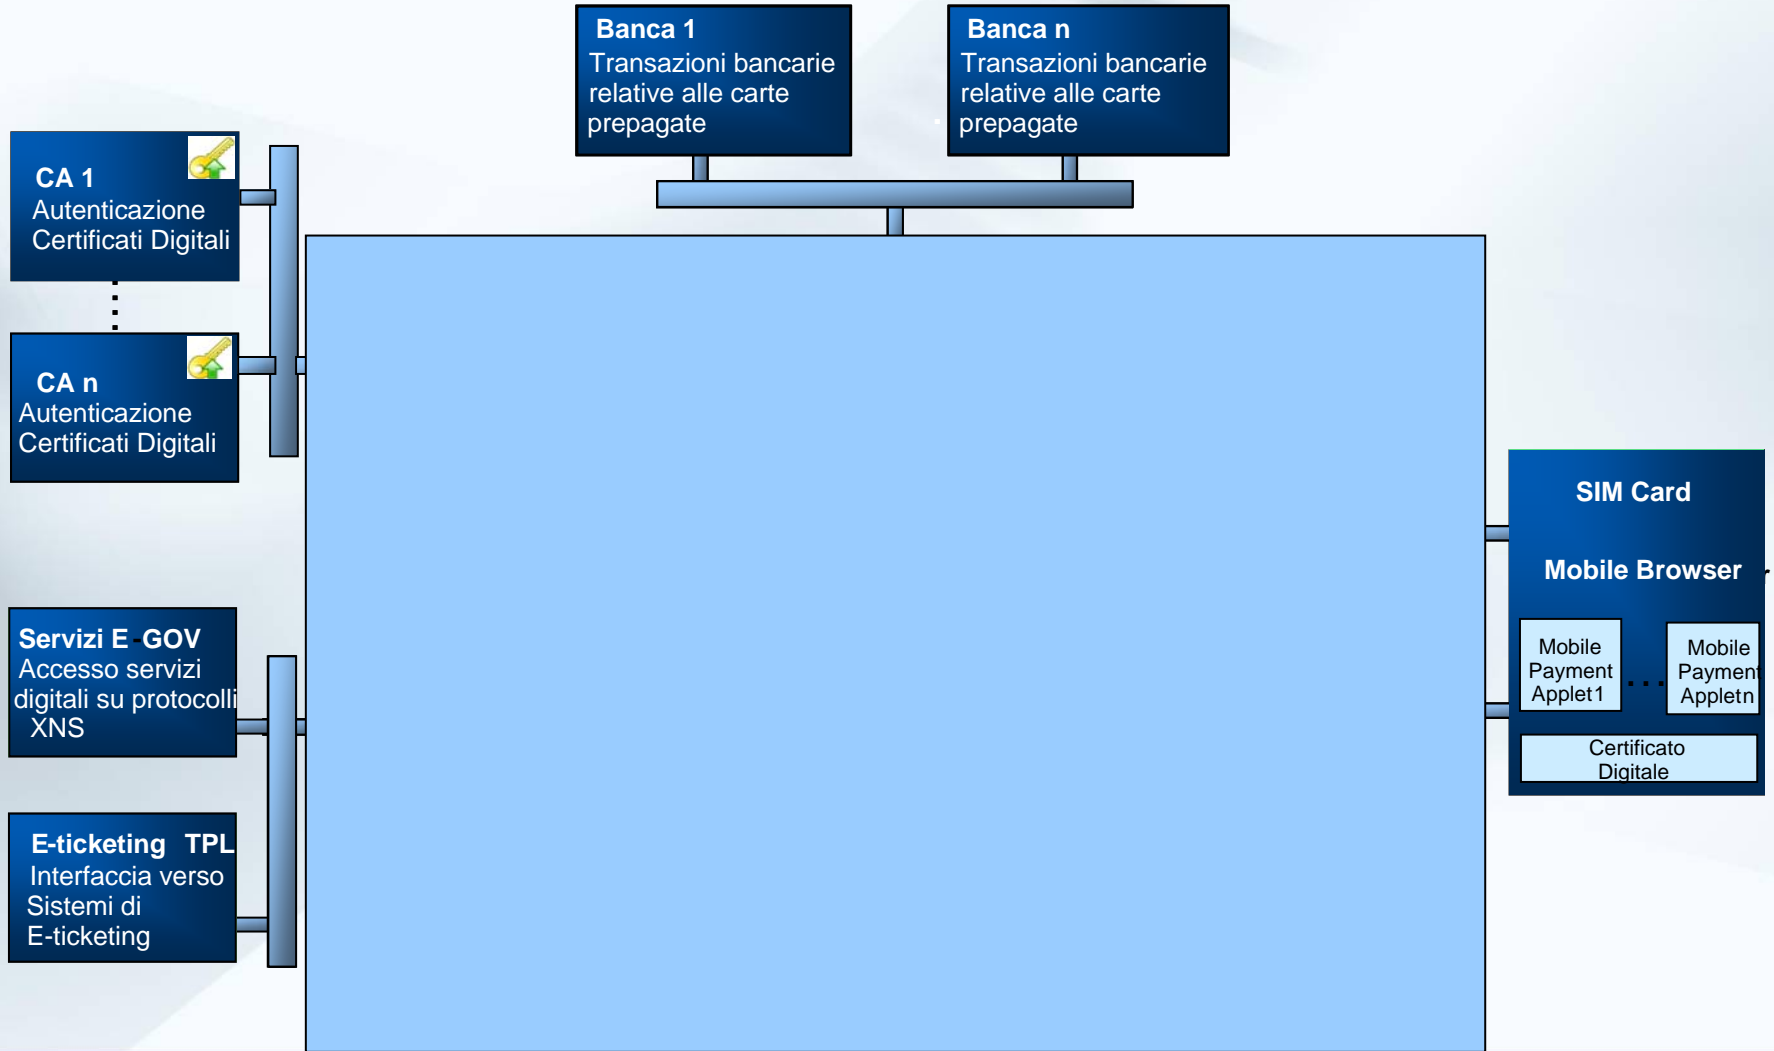 Banca 1
Transazioni bancarie
relative alle carte
prepagate
Banca n
Transazioni bancarie
relative alle carte
prepagate
CA 1
Autenticazione
Certificati Digitali
CA n
Autenticazione
Certificati Digitali
Servizi E-GOV
Accesso servizi
digitali su protocolli
XNS
E-ticketing TPL
Interfaccia verso
Sistemi di
E-ticketing
SIM Card
Mobile Browser
Mobile
Payment
Applet1
...
Mobile
Payment
Appletn
Certificato
Digitale